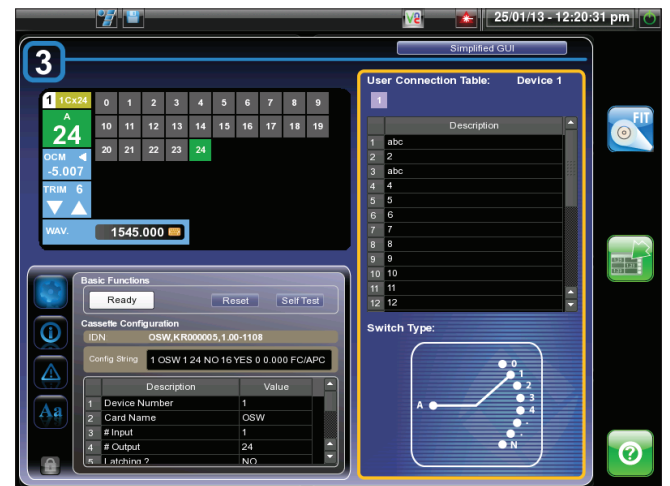 V2 25/01/13 - 12:20:31 pm
3
Simplified GUI
1 1Cx24 0 1 2 3 4 5 6 7 8 9
A
24
10 11 12 13 14 15 16 17 18 19
20 21 22 23 24
OCM
-5.007
TRIM 6
WAV. 1545.000
User Connection Table: Device 1
1
Description
1 abc
2 2
3 abc
4 4
5 5
6 6
7 7
8 8
9 9
10 10
11 11
12 12
FIT
Basic Functions
Ready Reset Self Test
Cassette Configuration
IDN OSW,KR000005,1.00-1108
Config String 1 OSW 1 24 NO 16 YES 0 0.000 FC/APC
Description Value
1 Device Number 1
2 Card Name OSW
3 # Input 1
4 # Output 24
5 Latching ? NO
Aa
Switch Type:
A
0
1
2
3
4
.
.
N
?